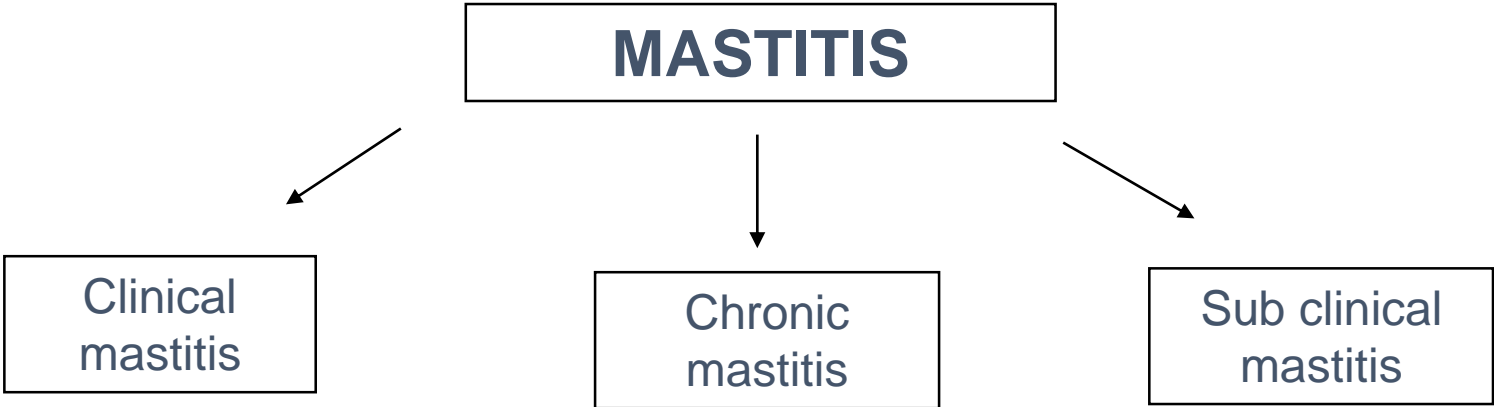 MASTITIS
Clinical
mastitis
Chronic
mastitis
Sub clinical
mastitis